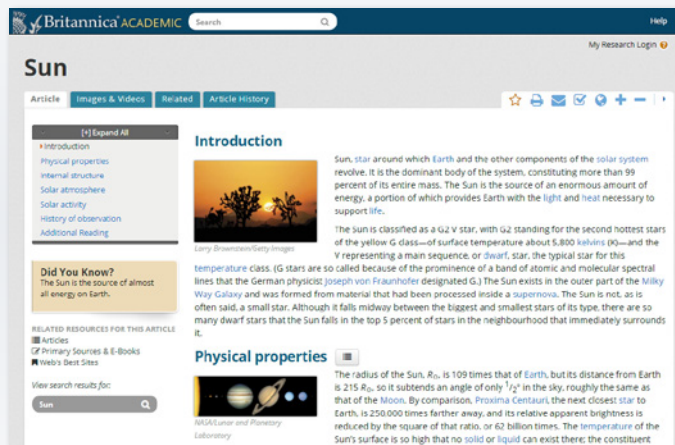 Britannica® ACADEMIC
Search
Help
My Research Login
Sun
Article
Images & Videos
Related
Article History
[+] Expand All
Introduction
Physical properties
Internal structure
Solar atmosphere
Solar activity
History of observation
Additional Reading
Did You Know?
The Sun is the source of almost
all energy on Earth.
RELATED RESOURCES FOR THIS ARTICLE
Articles
Primary Sources & E-Books
Web's Best Sites
View search results for:
Sun
Introduction
Larry Brownstein/Getty Images
Sun, star around which Earth and the other components of the solar system
revolve. It is the dominant body of the system, constituting more than 99
percent of its entire mass. The Sun is the source of an enormous amount of
energy, a portion of which provides Earth with the light and heat necessary to
support life.
The Sun is classified as a G2 V star, with G2 standing for the second hottest stars
of the yellow G class—of surface temperature about 5,800 kelvins (K)—and the
V representing a main sequence, or dwarf, star, the typical star for this
temperature class. (G stars are so called because of the prominence of a band of atomic and molecular spectral
lines that the German physicist Joseph von Fraunhofer designated G.) The Sun exists in the outer part of the Milky
Way Galaxy and was formed from material that had been processed inside a supernova. The Sun is not, as is
often said, a small star. Although it falls midway between the biggest and smallest stars of its type, there are so
many dwarf stars that the Sun falls in the top 5 percent of stars in the neighbourhood that immediately surrounds
it.
Physical properties
NASA/Lunar and Planetary
Laboratory
The radius of the Sun, R☉, is 109 times that of Earth, but its distance from Earth
is 215 R☉, so it subtends an angle of only 1/2° in the sky, roughly the same as
that of the Moon. By comparison, Proxima Centauri, the next closest star to
Earth, is 250,000 times farther away, and its relative apparent brightness is
reduced by the square of that ratio, or 62 billion times. The temperature of the
Sun's surface is so high that no solid or liquid can exist there; the constituent